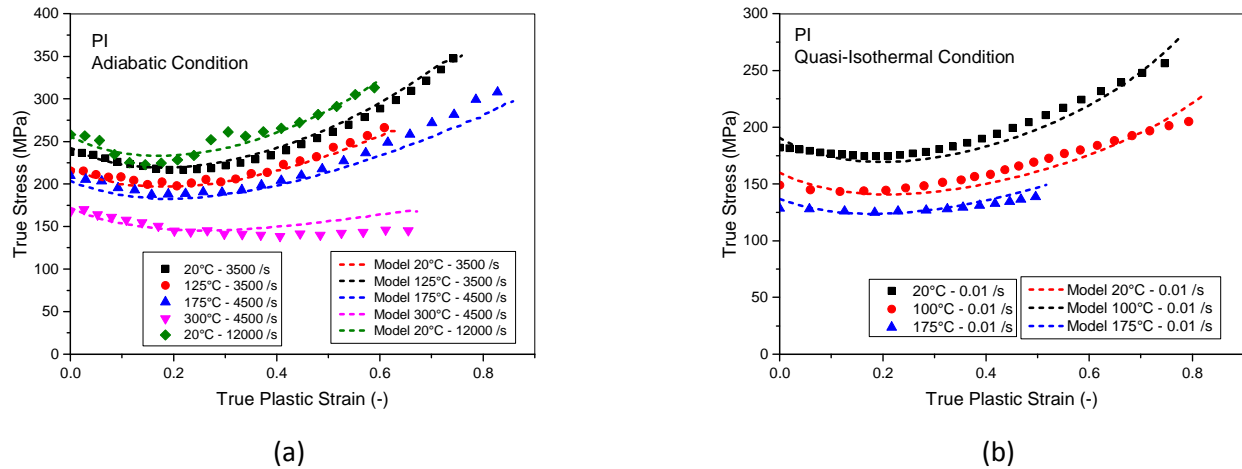 PI
Adiabatic Condition
400
350
300
250
200
150
100
50
0
True Stress (MPa)
20°C - 3500 /s
125°C - 3500 /s
175°C - 4500 /s
300°C - 4500 /s
20°C - 12000 /s
Model 20°C - 3500 /s
Model 125°C - 3500 /s
Model 175°C - 4500 /s
Model 300°C - 4500 /s
Model 20°C - 12000 /s
0.0 0.2 0.4 0.6 0.8
True Plastic Strain (-)
(a)
PI
Quasi-Isothermal Condition
300
250
200
150
100
50
0
True Stress (MPa)
20°C - 0.01 /s
100°C - 0.01 /s
175°C - 0.01 /s
Model 20°C - 0.01 /s
Model 100°C - 0.01 /s
Model 175°C - 0.01 /s
0.0 0.2 0.4 0.6 0.8
True Plastic Strain (-)
(b)